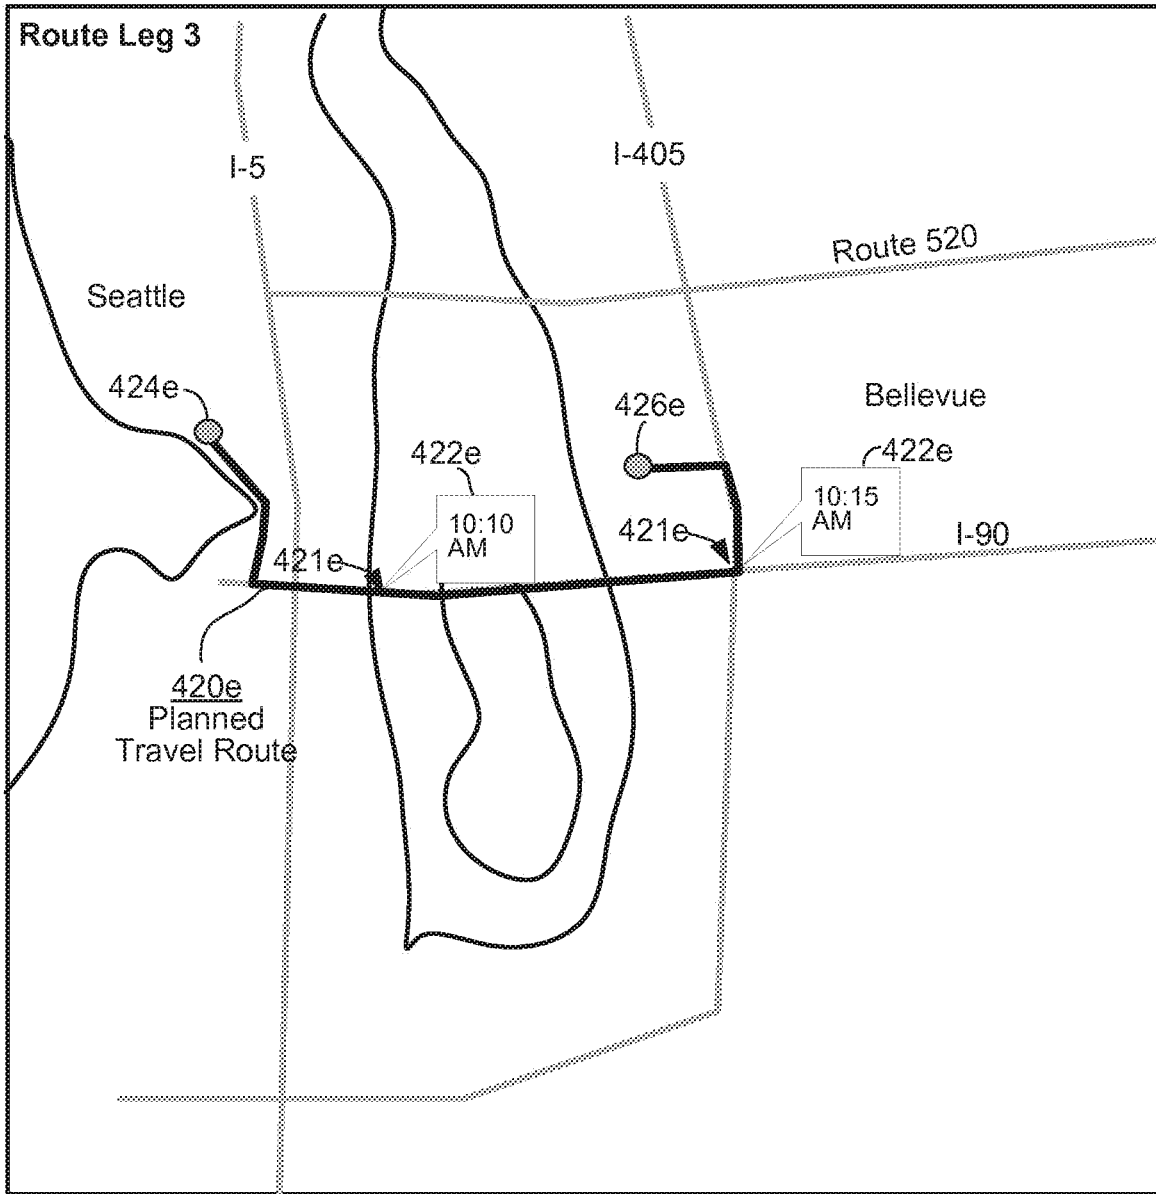 Route Leg 3
I-5
I-405
Route 520
Seattle
424e
Bellevue
426e
422e
422e
10:15
AM
10:10
AM
421e
I-90
421e
420e
Planned
Travel Route